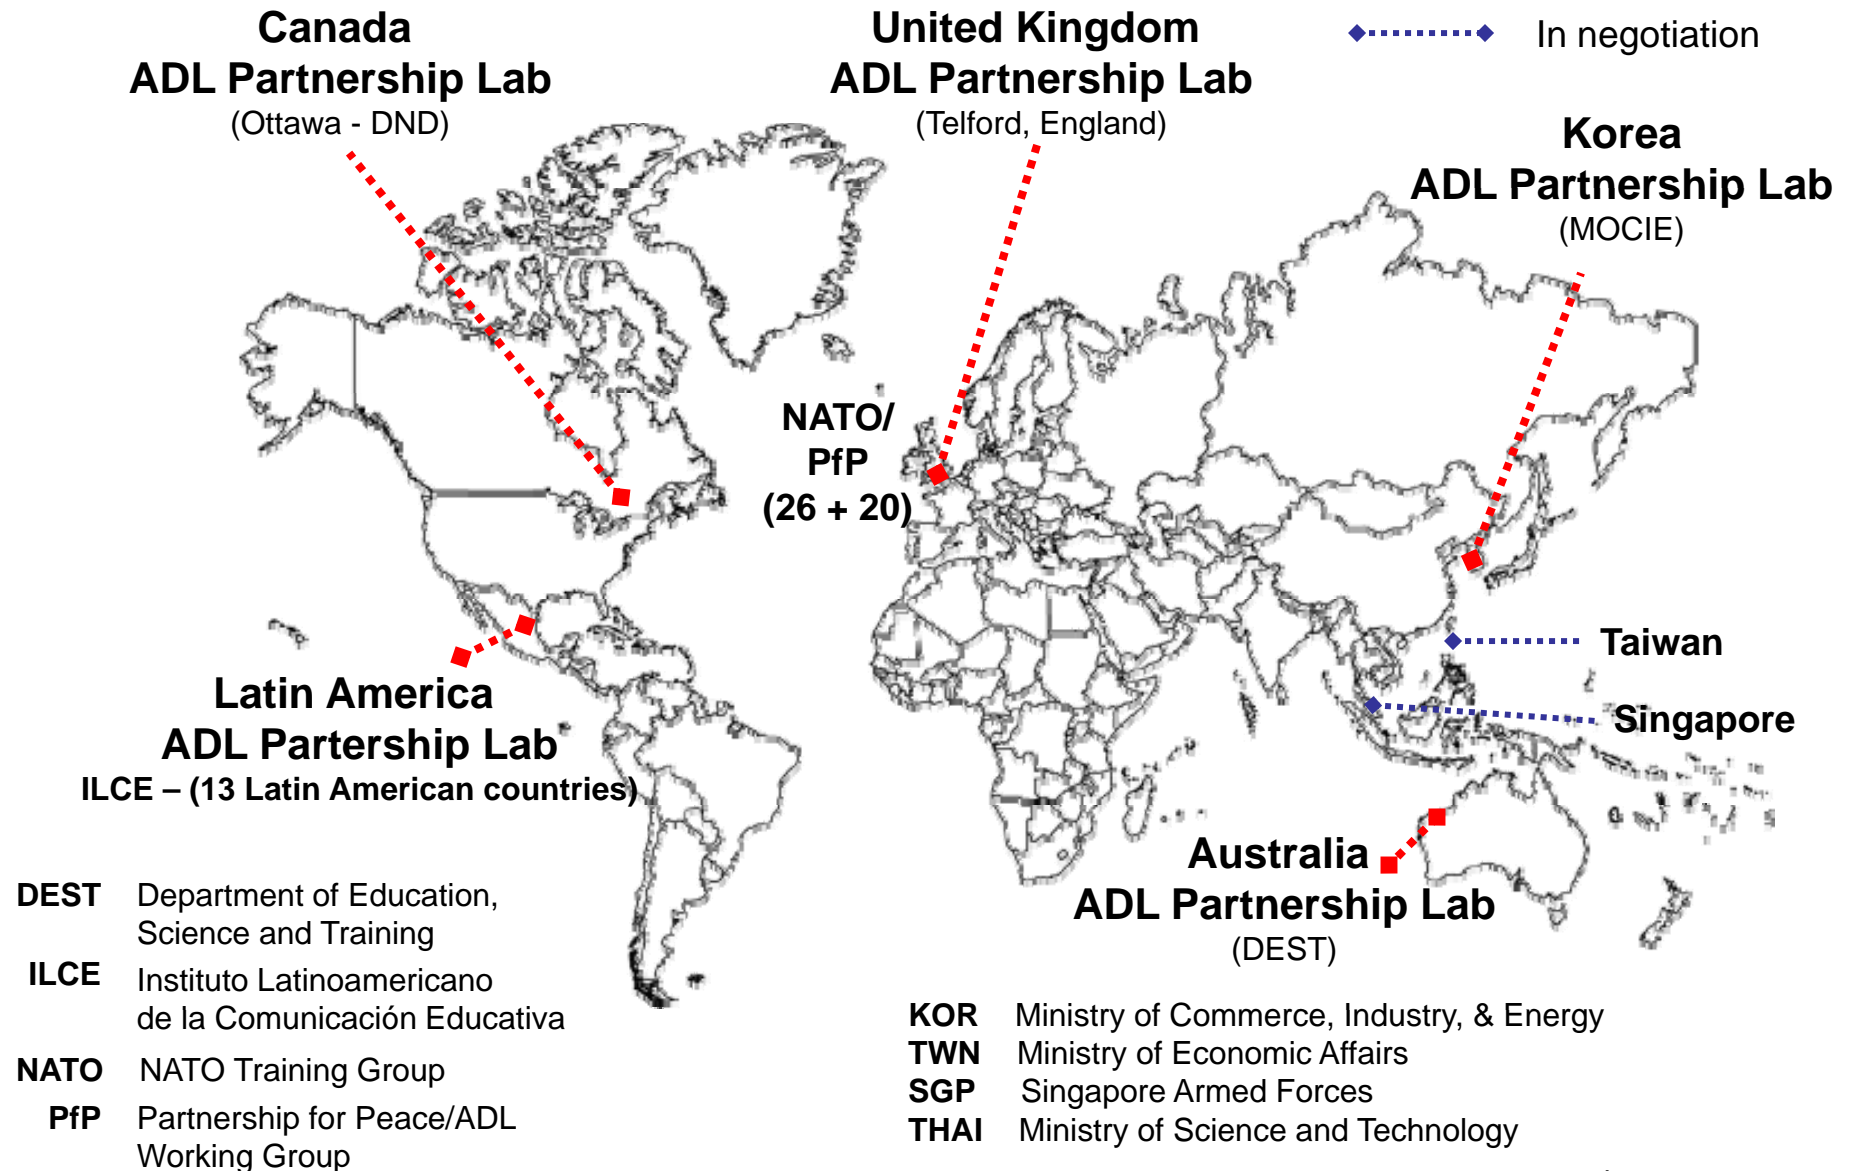 Canada
ADL Partnership Lab
(Ottawa - DND)
United Kingdom
ADL Partnership Lab
(Telford, England)
In negotiation
Korea
ADL Partnership Lab
(MOCIE)
NATO/
PfP
(26 + 20)
Taiwan
Singapore
Latin America
ADL Partership Lab
ILCE – (13 Latin American countries)
Australia
ADL Partnership Lab
(DEST)
DEST Department of Education,
Science and Training
ILCE Instituto Latinoamericano
de la Comunicación Educativa
NATO NATO Training Group
PfP Partnership for Peace/ADL
Working Group
KOR Ministry of Commerce, Industry, & Energy
TWN Ministry of Economic Affairs
SGP Singapore Armed Forces
THAI Ministry of Science and Technology